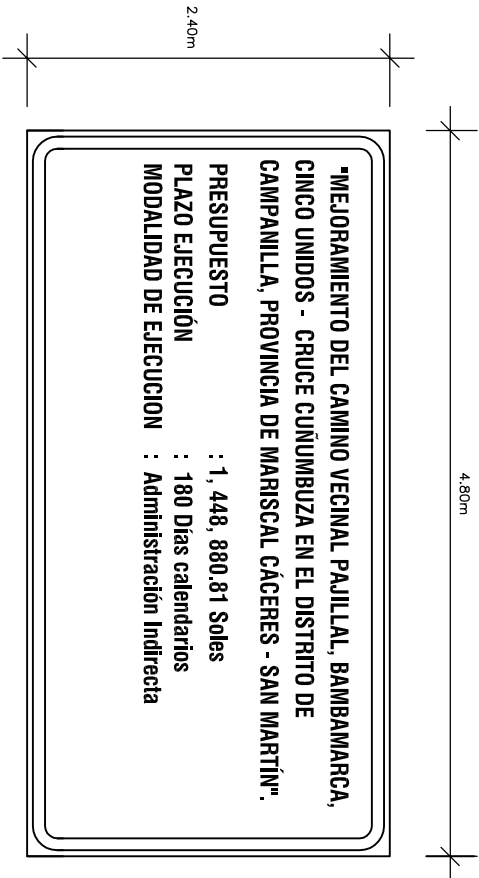 4.80m
2.40m
"MEJORAMIENTO DEL CAMINO VECINAL PAJILLAL, BAMBAMARCA,
CINCO UNIDOS - CRUCE CUÑUMBUZA EN EL DISTRITO DE
CAMPANILLA, PROVINCIA DE MARISCAL CÁCERES - SAN MARTÍN".
PRESUPUESTO : 1, 448, 880.81 Soles
PLAZO EJECUCIÓN : 180 Días calendarios
MODALIDAD DE EJECUCION : Administración Indirecta